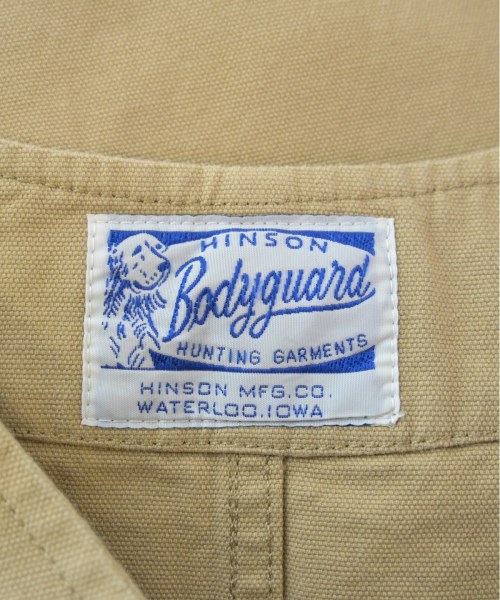 HINSON
Bodyguard
HUNTING GARMENTS
HINSON MFG.CO.
WATERLOO.IOWA